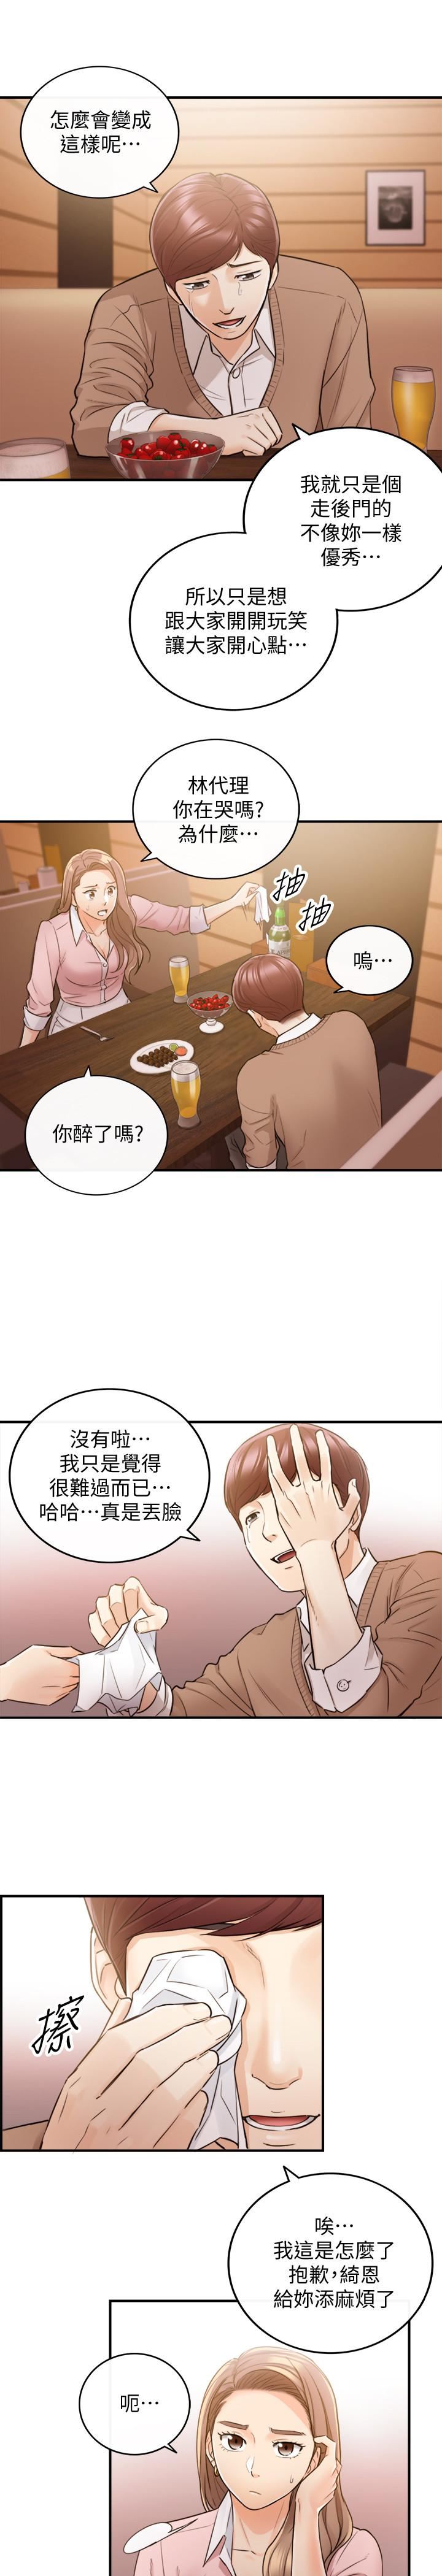 怎麼會變成
這樣呢⋯
我就只是個
走後門的
不像妳一樣
優秀⋯
所以只是想
跟大家開開玩笑
讓大家開心點⋯
林代理
你在哭嗎?
為什麼⋯
抽
抽
嗚⋯
你醉了嗎?
沒有啦⋯
我只是覺得
很難過而已⋯
哈哈⋯真是丟臉
擦
唉⋯
我這是怎麼了
抱歉,綺恩
給妳添麻煩了
呃⋯